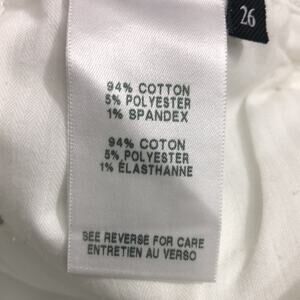 26
94% COTTON
5% POLYESTER
1% SPANDEX
94% COTON
5% POLYESTER
1% ÉLASTHANNE
SEE REVERSE FOR CARE
ENTRETIEN AU VERSO